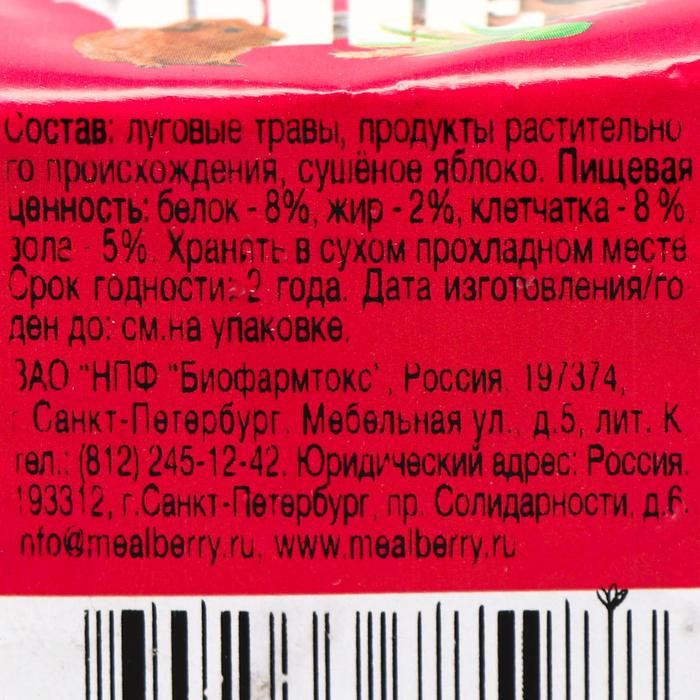 Состав: луговые травы, продукты растительно
го происхождения, сушёное яблоко. Пищевая
ценность: белок - 8%, жир - 2%, клетчатка - 8 %
зола - 5%. Хранить в сухом прохладном месте
Срок годности: 2 года. Дата изготовления/го
ден до: см.на упаковке.
ЗАО "НПФ "Биофармтокс", Россия, 197374,
г. Санкт-Петербург, Мебельная ул., д.5, лит. К
тел.: (812) 245-12-42. Юридический адрес: Россия
193312, г.Санкт-Петербург, пр. Солидарности, д.6.
info@mealberry.ru, www.mealberry.ru